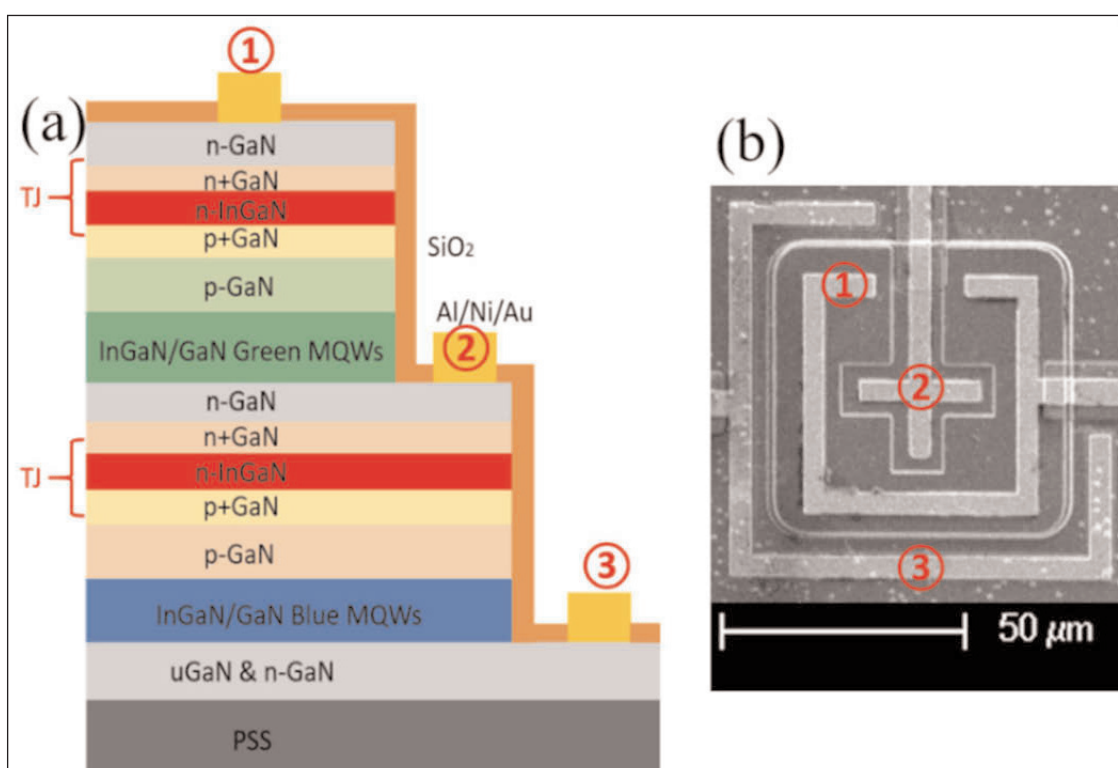 (a)
①
n-GaN
n+GaN
TJ
n-InGaN
p+GaN
SiO₂
p-GaN
Al/Ni/Au
InGaN/GaN Green MQWs
②
n-GaN
n+GaN
TJ
n-InGaN
p+GaN
p-GaN
③
InGaN/GaN Blue MQWs
uGaN & n-GaN
PSS
(b)
①
②
③
50 μm